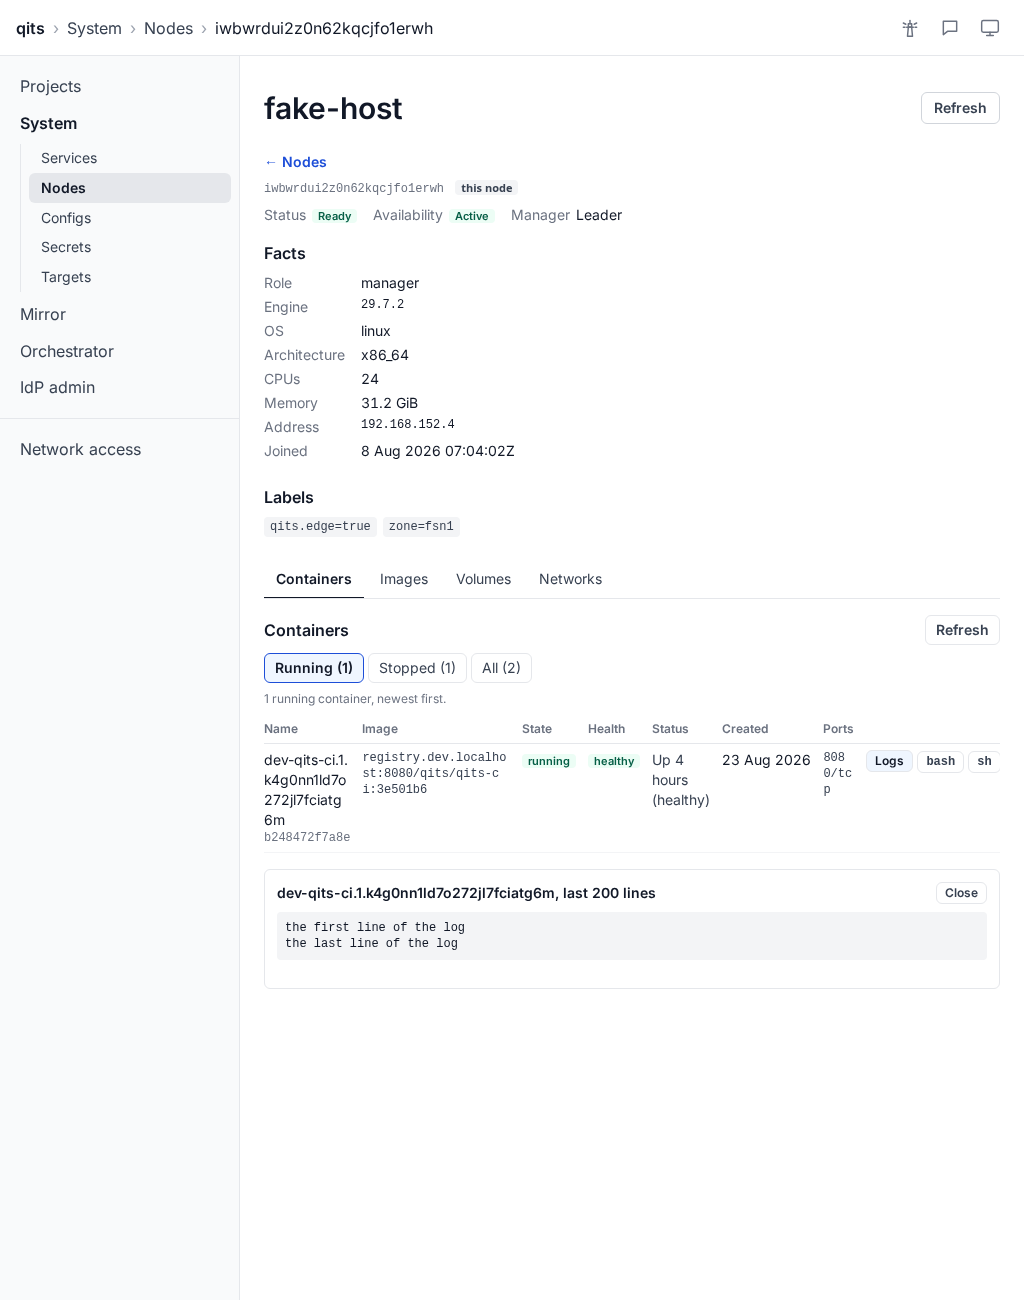 qits › System › Nodes › iwbwrdui2z0n62kqcjfo1erwh
Projects
System
Services
Nodes
Configs
Secrets
Targets
Mirror
Orchestrator
IdP admin
Network access
fake-host
Refresh
← Nodes
iwbwrdui2z0n62kqcjfo1erwh this node
Status Ready Availability Active Manager Leader
Facts
Role manager
Engine 29.7.2
OS linux
Architecture x86_64
CPUs 24
Memory 31.2 GiB
Address 192.168.152.4
Joined 8 Aug 2026 07:04:02Z
Labels
qits.edge=true zone=fsn1
Containers Images Volumes Networks
Containers
Refresh
Running (1) Stopped (1) All (2)
1 running container, newest first.
Name Image State Health Status Created Ports
dev-qits-ci.1.
k4g0nn1ld7o
272jl7fciatg
6m
b248472f7a8e
registry.dev.localho
st:8080/qits/qits-c
i:3e501b6
running
healthy
Up 4
hours
(healthy)
23 Aug 2026
808
0/tc
p
Logs bash sh
dev-qits-ci.1.k4g0nn1ld7o272jl7fciatg6m, last 200 lines
Close
the first line of the log
the last line of the log